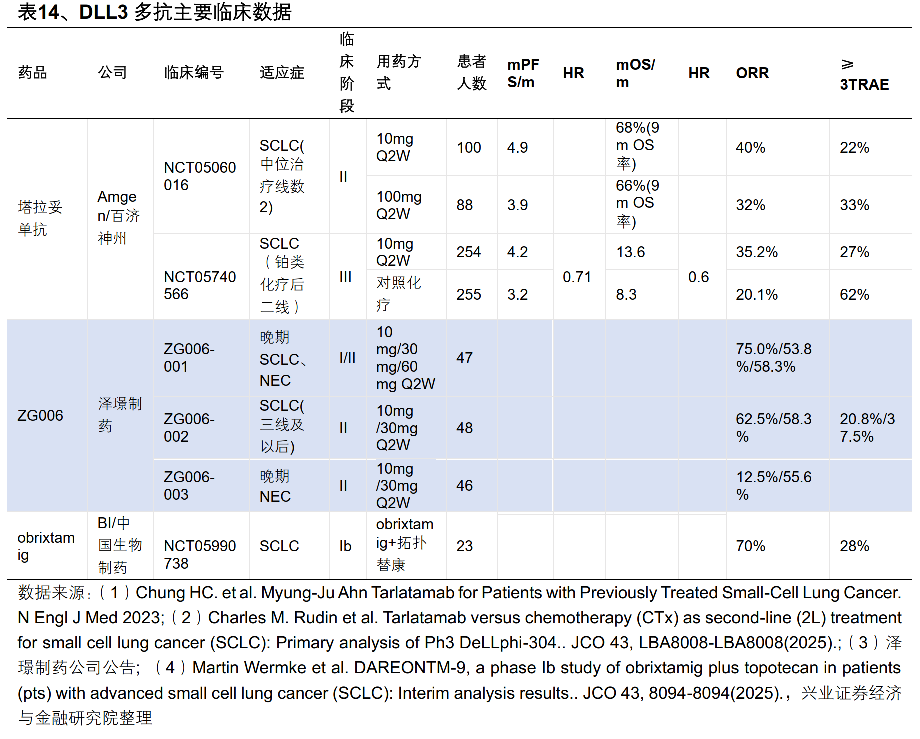 表14、DLL3 多抗主要临床数据
药品 公司 临床编号 适应症 临床阶段 用药方式 患者人数 mPFS/m HR mOS/m HR ORR ≥3TRAE
塔拉妥单抗 Amgen/百济神州 NCT05060016 SCLC(中位治疗线数2) II 10mg Q2W 100 4.9 68%(9m OS率) 40% 22%
100mg Q2W 88 3.9 66%(9m OS率) 32% 33%
NCT05740566 SCLC（铂类化疗后二线） III 10mg Q2W 254 4.2 0.71 13.6 0.6 35.2% 27%
对照化疗 255 3.2 8.3 20.1% 62%
ZG006 泽璟制药 ZG006-001 晚期SCLC、NEC I/II 10 mg/30 mg/60 mg Q2W 47 75.0%/53.8%/58.3%
ZG006-002 SCLC(三线及以后) II 10mg/30mg Q2W 48 62.5%/58.3% 20.8%/37.5%
ZG006-003 晚期NEC II 10mg/30mg Q2W 46 12.5%/55.6%
obrixtamig BI/中国生物制药 NCT05990738 SCLC Ib obrixtamig+拓扑替康 23 70% 28%
数据来源：（1）Chung HC. et al. Myung-Ju Ahn Tarlatamab for Patients with Previously Treated Small-Cell Lung Cancer.
N Engl J Med 2023;（2）Charles M. Rudin et al. Tarlatamab versus chemotherapy (CTx) as second-line (2L) treatment
for small cell lung cancer (SCLC): Primary analysis of Ph3 DeLLphi-304.. JCO 43, LBA8008-LBA8008(2025).;（3）泽
璟制药公司公告;（4）Martin Wermke et al. DAREONTM-9, a phase Ib study of obrixtamig plus topotecan in patients
(pts) with advanced small cell lung cancer (SCLC): Interim analysis results.. JCO 43, 8094-8094(2025).，兴业证券经济
与金融研究院整理